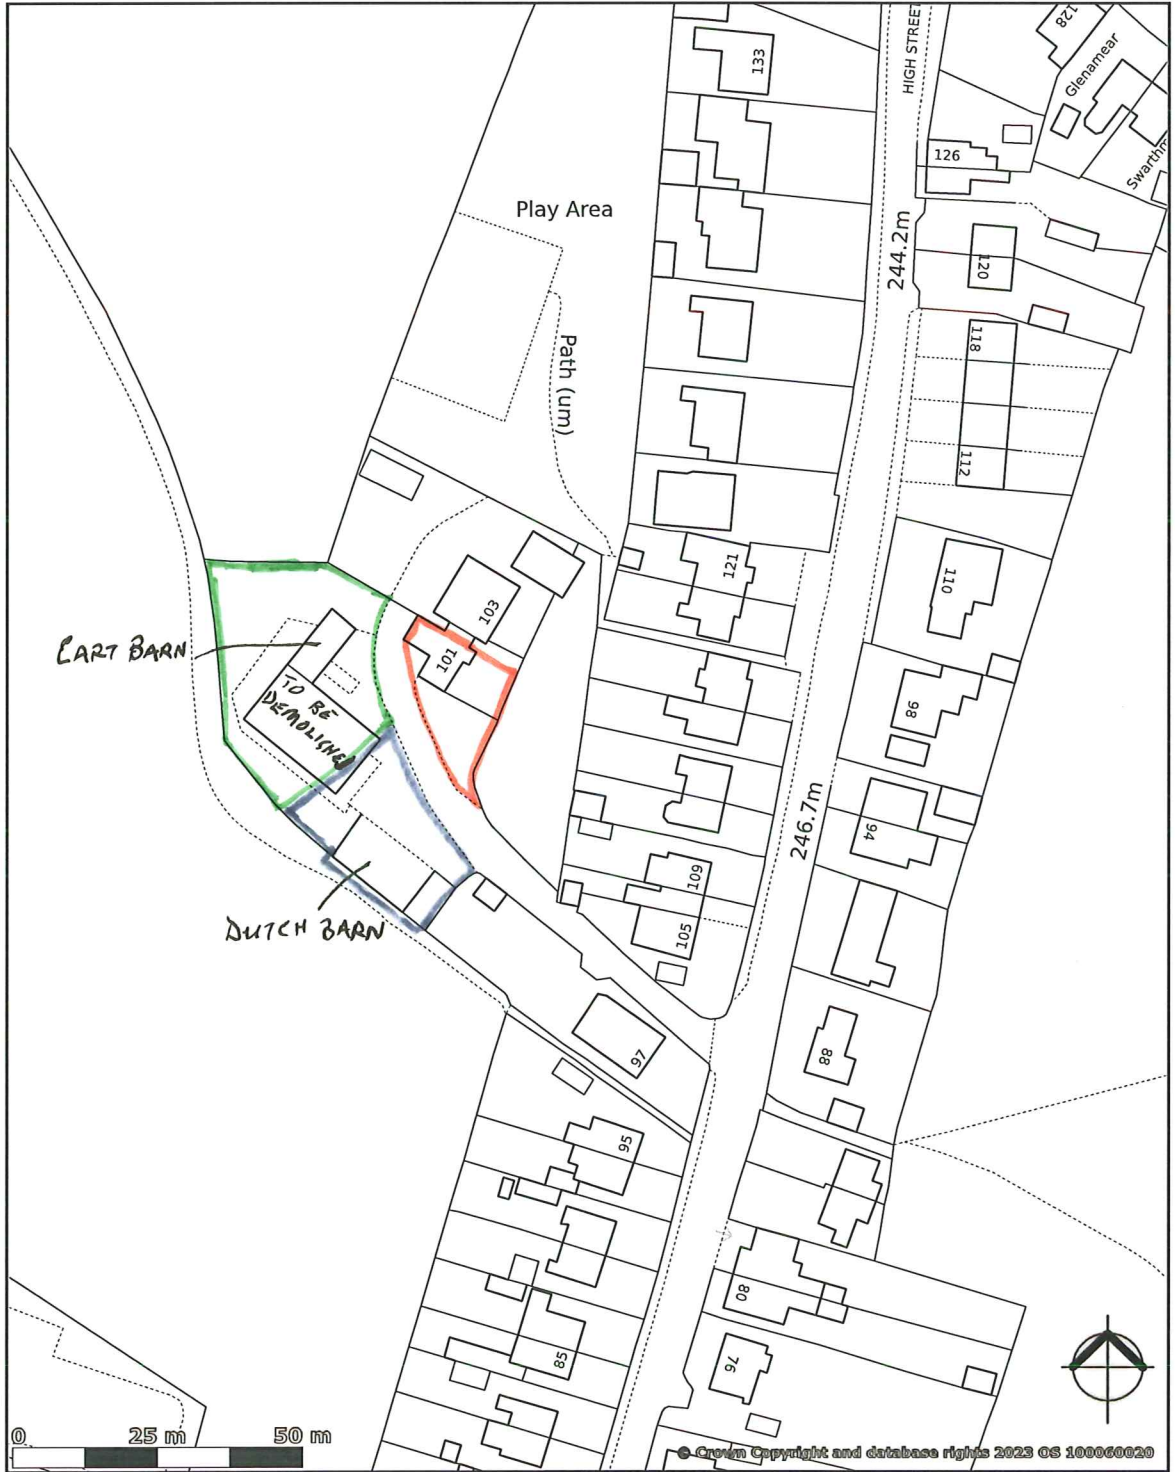 HIGH STREET
128
Glenamear
133
126
Play Area
244.2m
120
Path (um)
118
112
121
110
103
CART BARN
101
TO BE
DEMOLISHED
98
246.7m
94
109
DUTCH BARN
105
97
88
95
80
85
76
0 25 m 50 m
© Crown Copyright and database rights 2023 OS 100060020